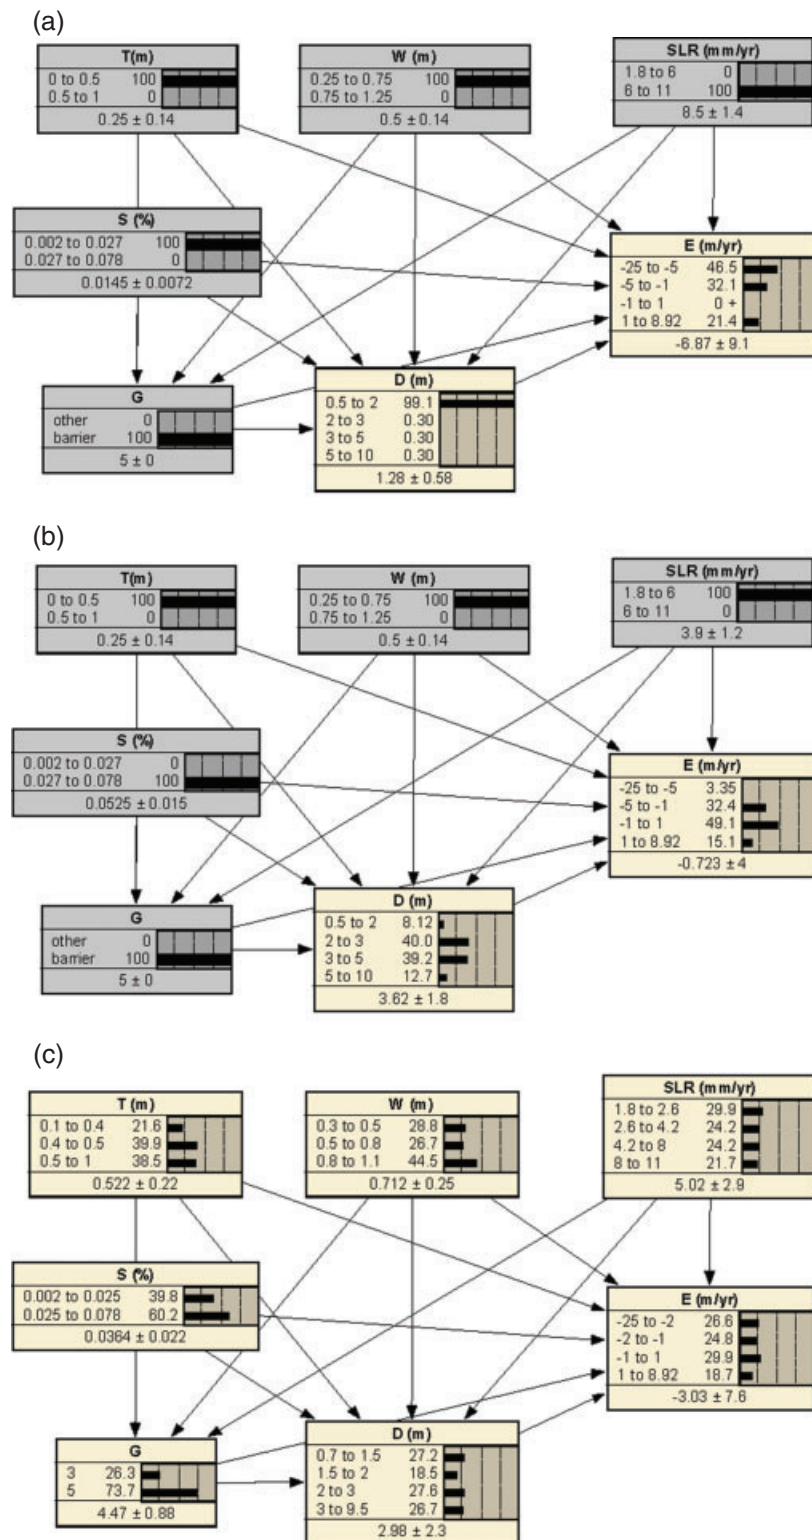 (a)
T(m)
0 to 0.5 100
0.5 to 1 0
0.25 ± 0.14
W (m)
0.25 to 0.75 100
0.75 to 1.25 0
0.5 ± 0.14
SLR (mm/yr)
1.8 to 6 0
6 to 11 100
8.5 ± 1.4
S (%)
0.002 to 0.027 100
0.027 to 0.078 0
0.0145 ± 0.0072
E (m/yr)
-25 to -5 46.5
-5 to -1 32.1
-1 to 1 0 +
1 to 8.92 21.4
-6.87 ± 9.1
G
other 0
barrier 100
5 ± 0
D (m)
0.5 to 2 99.1
2 to 3 0.30
3 to 5 0.30
5 to 10 0.30
1.28 ± 0.58
(b)
T(m)
0 to 0.5 100
0.5 to 1 0
0.25 ± 0.14
W (m)
0.25 to 0.75 100
0.75 to 1.25 0
0.5 ± 0.14
SLR (mm/yr)
1.8 to 6 100
6 to 11 0
3.9 ± 1.2
S (%)
0.002 to 0.027 0
0.027 to 0.078 100
0.0525 ± 0.015
E (m/yr)
-25 to -5 3.35
-5 to -1 32.4
-1 to 1 49.1
1 to 8.92 15.1
-0.723 ± 4
G
other 0
barrier 100
5 ± 0
D (m)
0.5 to 2 8.12
2 to 3 40.0
3 to 5 39.2
5 to 10 12.7
3.62 ± 1.8
(c)
T (m)
0.1 to 0.4 21.6
0.4 to 0.5 39.9
0.5 to 1 38.5
0.522 ± 0.22
W (m)
0.3 to 0.5 28.8
0.5 to 0.8 26.7
0.8 to 1.1 44.5
0.712 ± 0.25
SLR (mm/yr)
1.8 to 2.6 29.9
2.6 to 4.2 24.2
4.2 to 8 24.2
8 to 11 21.7
5.02 ± 2.9
S (%)
0.002 to 0.025 39.8
0.025 to 0.078 60.2
0.0364 ± 0.022
E (m/yr)
-25 to -2 26.6
-2 to -1 24.8
-1 to 1 29.9
1 to 8.92 18.7
-3.03 ± 7.6
G
3 26.3
5 73.7
4.47 ± 0.88
D (m)
0.7 to 1.5 27.2
1.5 to 2 18.5
2 to 3 27.6
3 to 9.5 26.7
2.98 ± 2.3